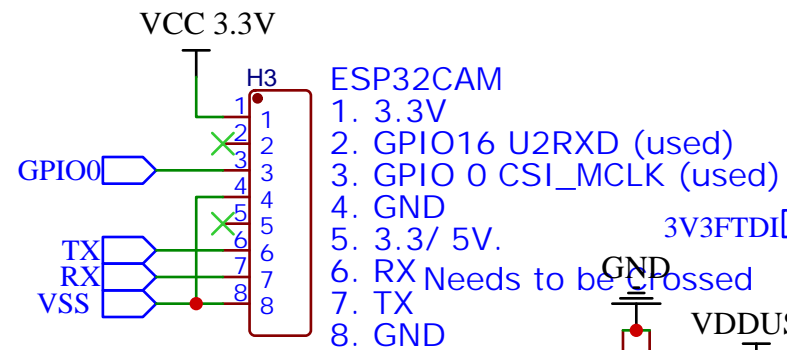 VCC 3.3V
H3
ESP32CAM
1 1 1. 3.3V
2 2 2. GPIO16 U2RXD (used)
GPIO0 3 3 3. GPIO 0 CSI_MCLK (used)
4 4 4. GND
5 5 5. 3.3/ 5V.
3V3FTDI
TX 6 6 6. RX Needs to be crossed
GND
RX 7 7 7. TX
VSS 8 8 8. GND
VDDUS